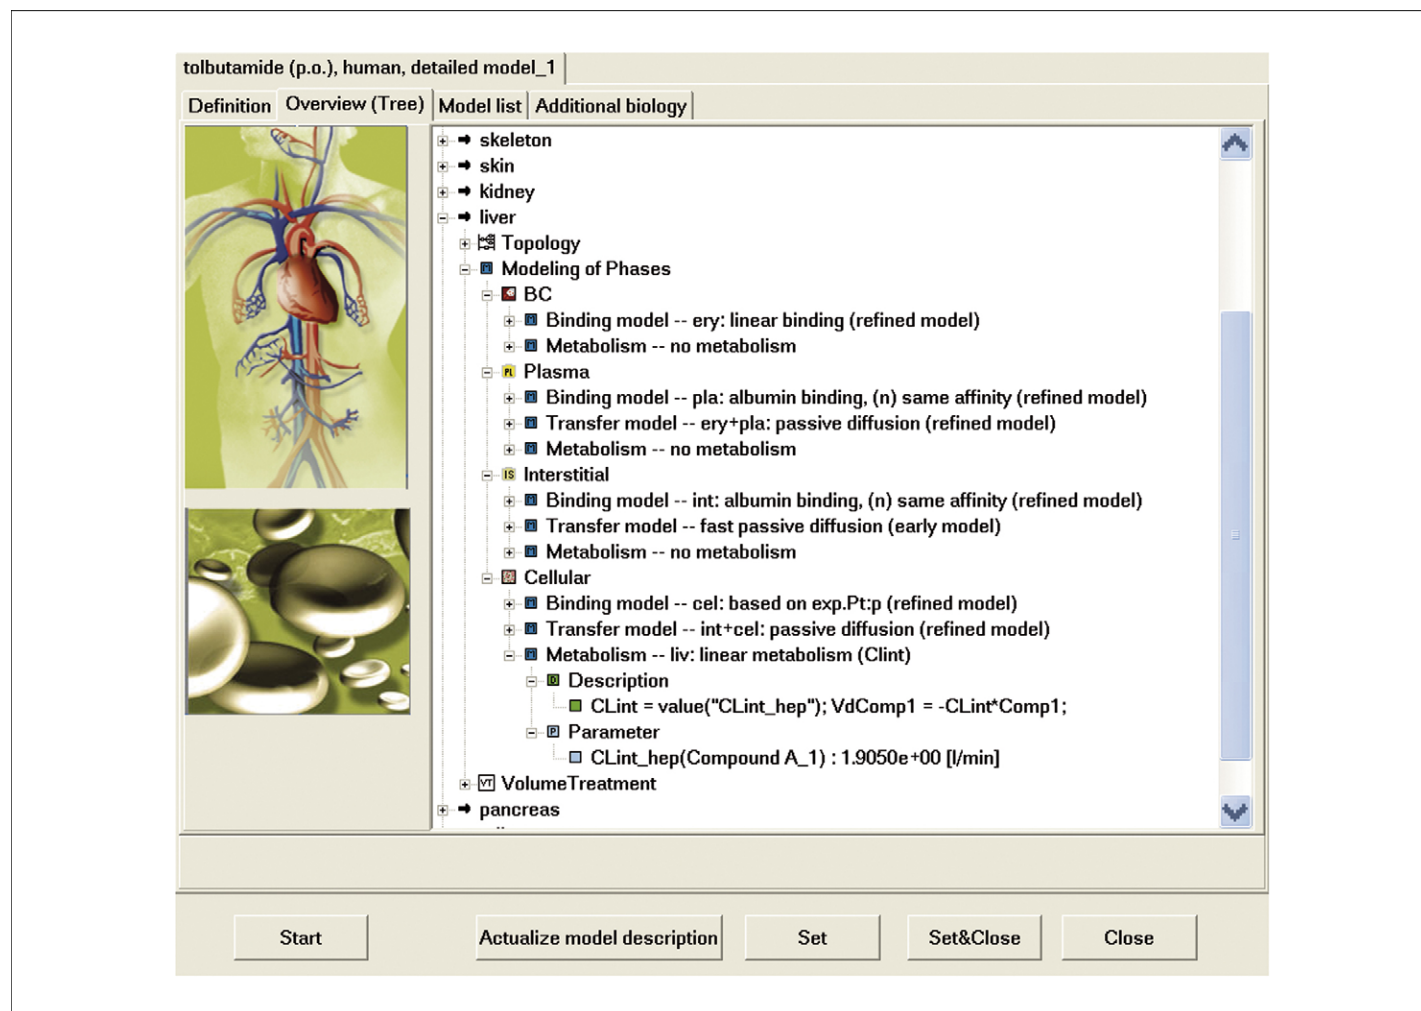 tolbutamide (p.o.), human, detailed model_1
Definition Overview (Tree) Model list Additional biology
skeleton
skin
kidney
liver
Topology
M Modeling of Phases
BC
M Binding model -- ery: linear binding (refined model)
M Metabolism -- no metabolism
PL Plasma
M Binding model -- pla: albumin binding, (n) same affinity (refined model)
M Transfer model -- ery+pla: passive diffusion (refined model)
M Metabolism -- no metabolism
IS Interstitial
M Binding model -- int: albumin binding, (n) same affinity (refined model)
M Transfer model -- fast passive diffusion (early model)
M Metabolism -- no metabolism
Cellular
M Binding model -- cel: based on exp.Pt:p (refined model)
M Transfer model -- int+cel: passive diffusion (refined model)
M Metabolism -- liv: linear metabolism (Clint)
D Description
CLint = value("CLint_hep"); VdComp1 = -CLint*Comp1;
P Parameter
CLint_hep(Compound A_1) : 1.9050e+00 [l/min]
VT VolumeTreatment
pancreas
Start Actualize model description Set Set&Close Close